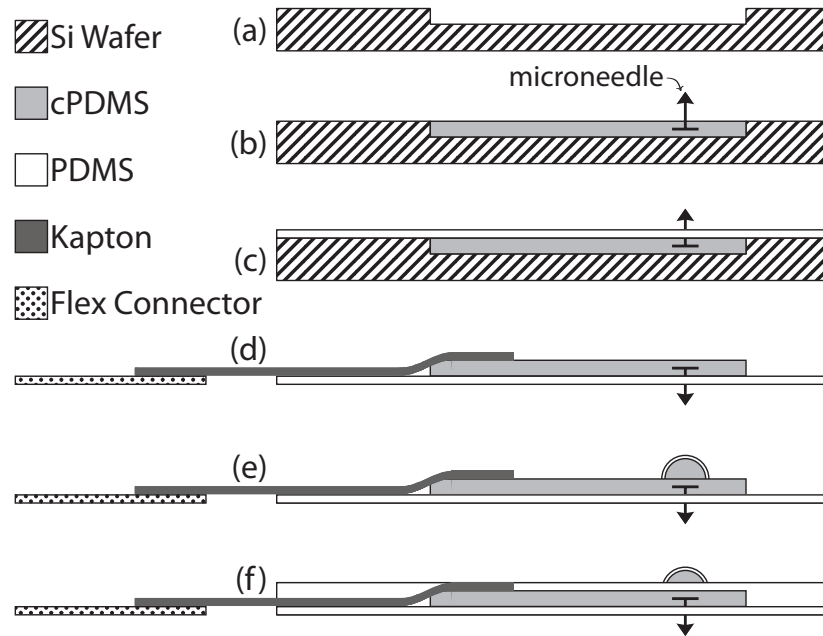 Si Wafer
cPDMS
PDMS
Kapton
Flex Connector
(a)
microneedle
(b)
(c)
(d)
(e)
(f)